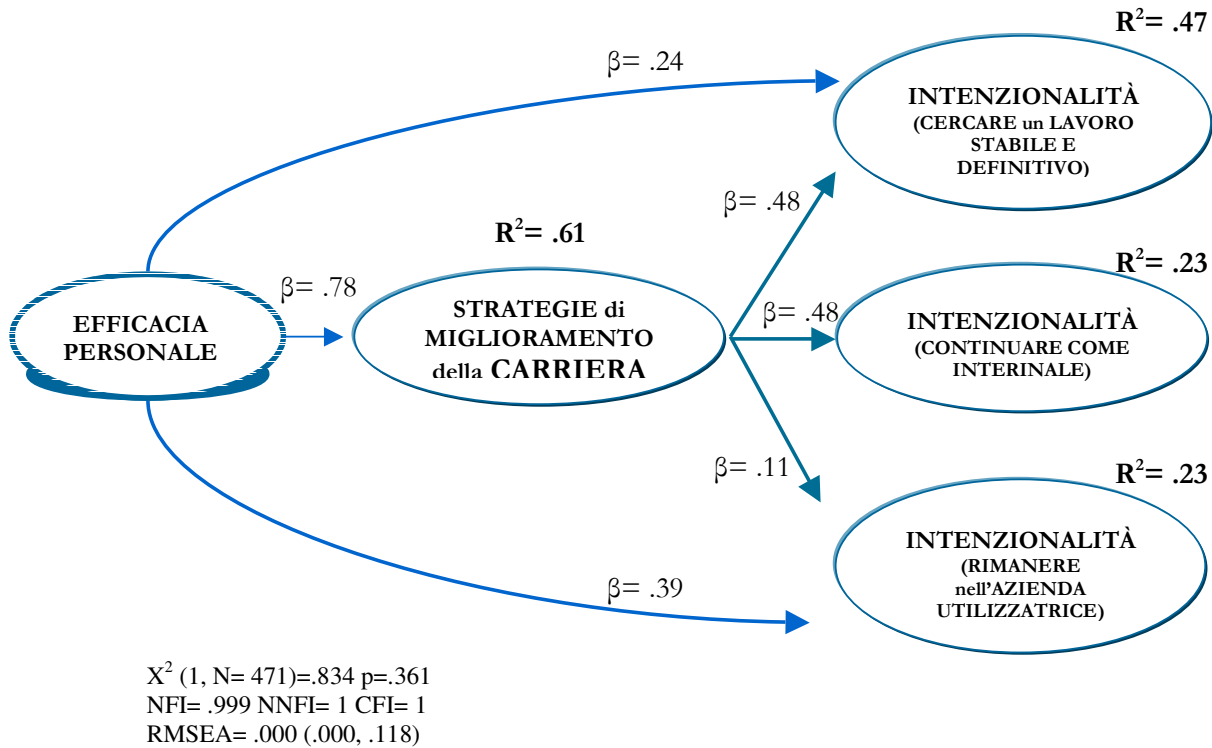 R²= .47
β= .24
INTENZIONALITÀ
(CERCARE un LAVORO
STABILE E
DEFINITIVO)
β= .48
R²= .61
R²= .23
β= .78
EFFICACIA
PERSONALE
STRATEGIE di
MIGLIORAMENTO
della CARRIERA
β= .48
INTENZIONALITÀ
(CONTINUARE COME
INTERINALE)
β= .11
R²= .23
INTENZIONALITÀ
(RIMANERE
nell'AZIENDA
UTILIZZATRICE)
β= .39
X² (1, N= 471)=.834 p=.361
NFI= .999 NNFI= 1 CFI= 1
RMSEA= .000 (.000, .118)